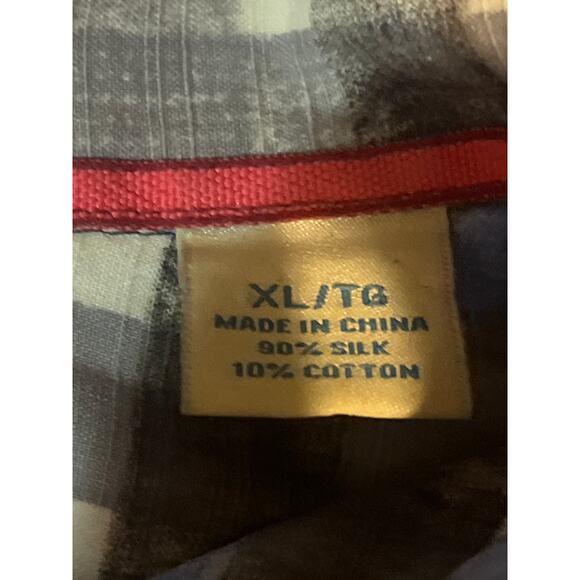 XL/TG
MADE IN CHINA
90% SILK
10% COTTON